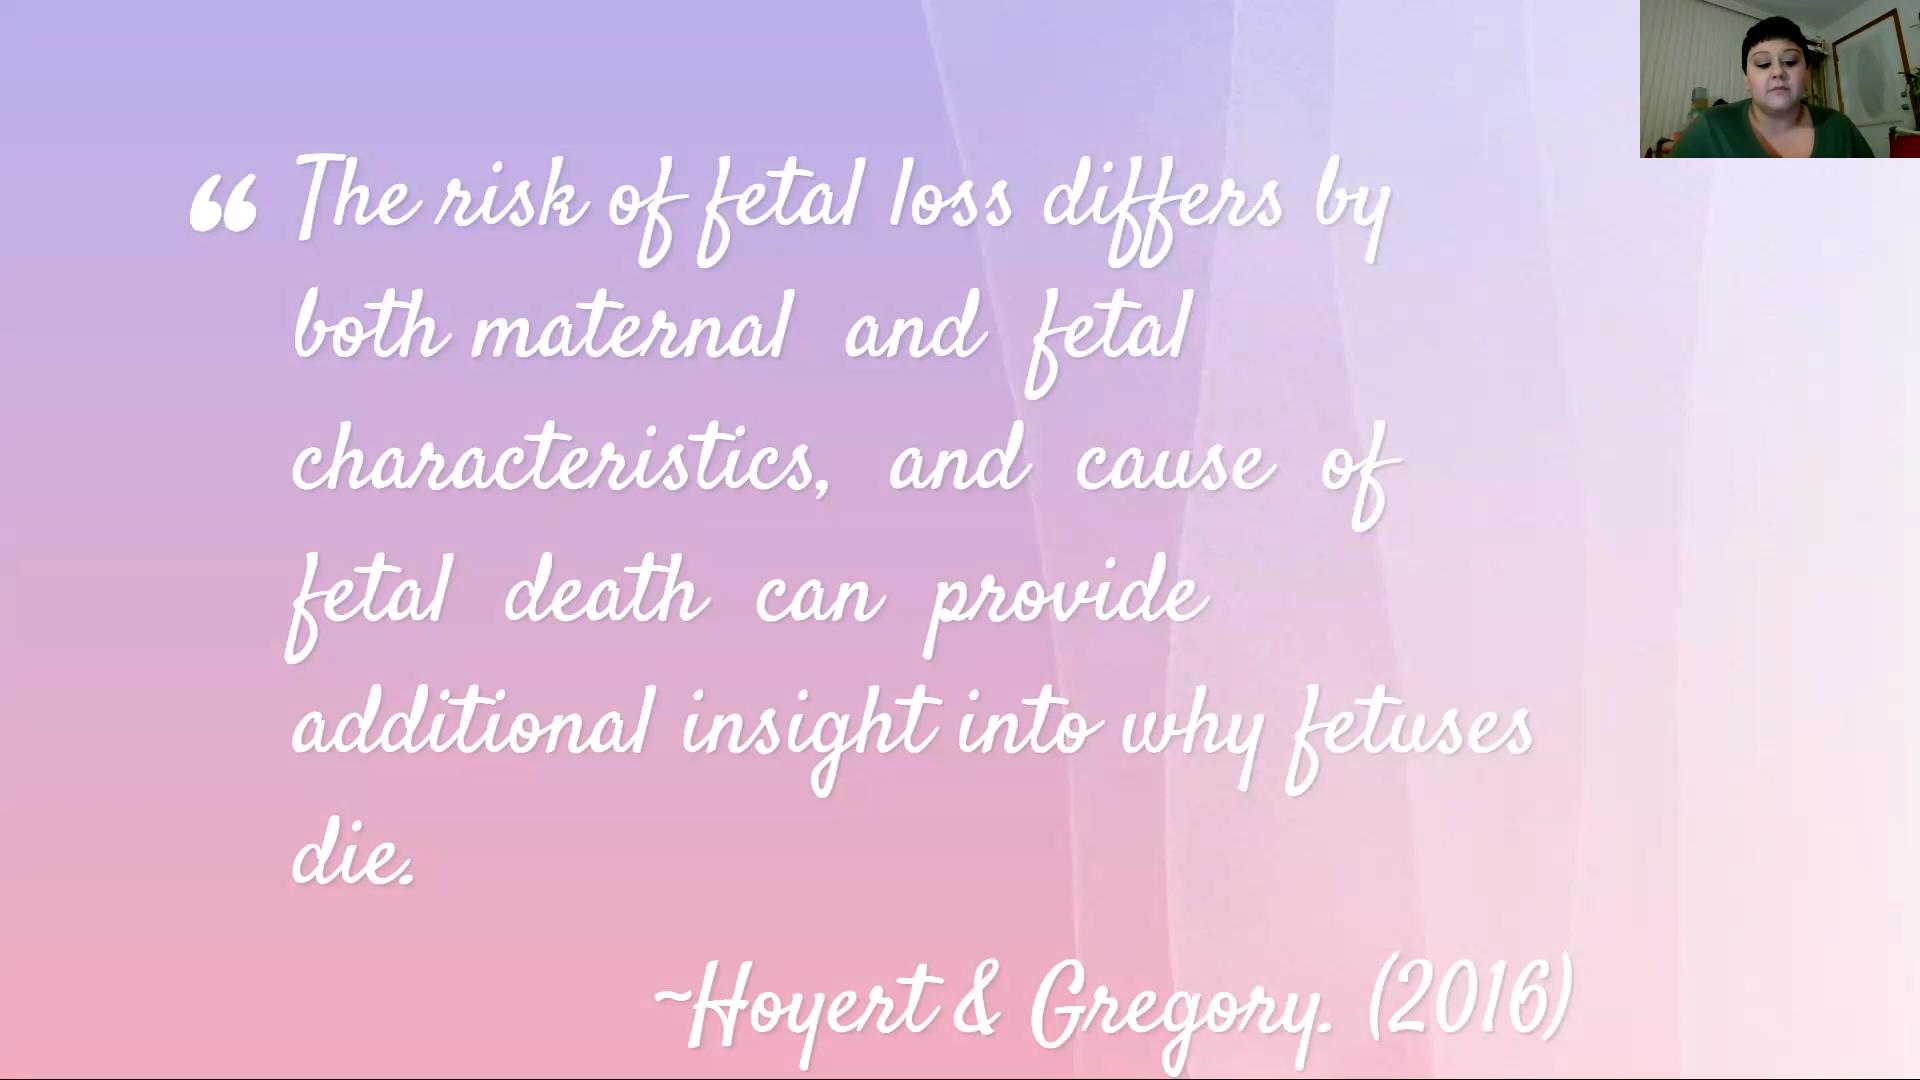 “ The risk of fetal loss differs by
both maternal and fetal
characteristics, and cause of
fetal death can provide
additional insight into why fetuses
die.
~Hoyert & Gregory. (2016)